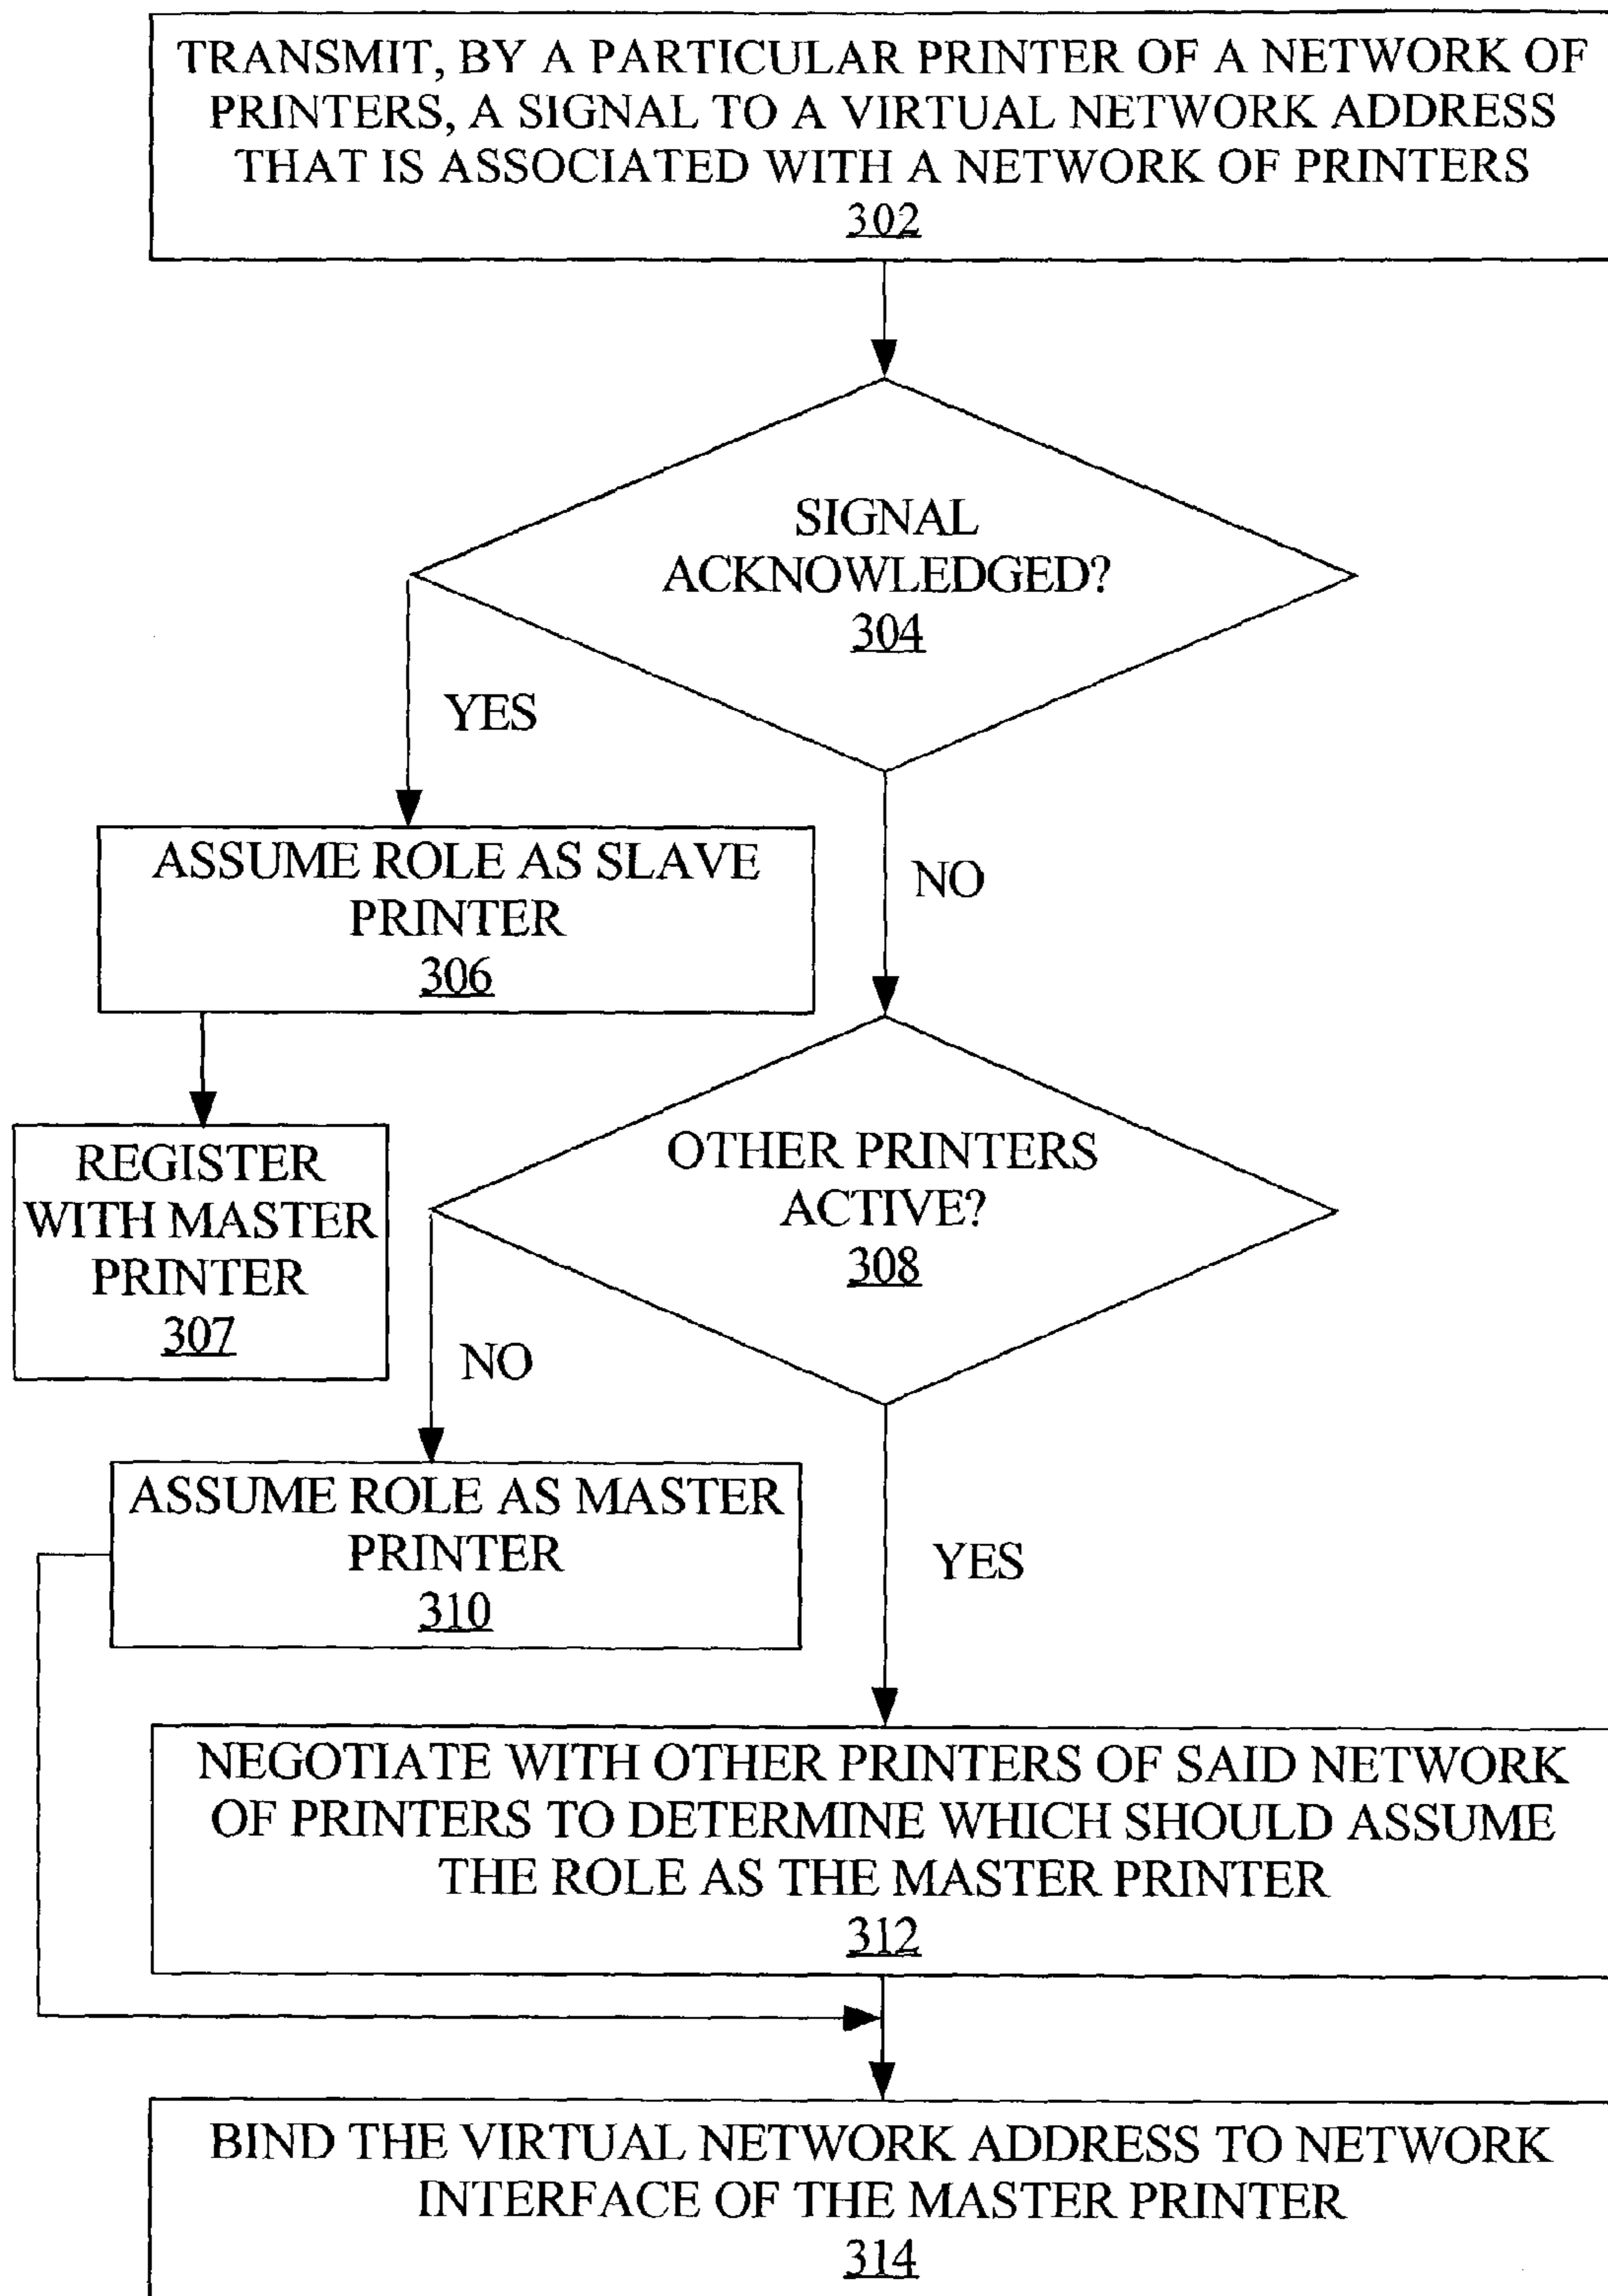 TRANSMIT, BY A PARTICULAR PRINTER OF A NETWORK OF
PRINTERS, A SIGNAL TO A VIRTUAL NETWORK ADDRESS
THAT IS ASSOCIATED WITH A NETWORK OF PRINTERS
302
SIGNAL
ACKNOWLEDGED?
304
YES
NO
ASSUME ROLE AS SLAVE
PRINTER
306
REGISTER
WITH MASTER
PRINTER
307
OTHER PRINTERS
ACTIVE?
308
NO
YES
ASSUME ROLE AS MASTER
PRINTER
310
NEGOTIATE WITH OTHER PRINTERS OF SAID NETWORK
OF PRINTERS TO DETERMINE WHICH SHOULD ASSUME
THE ROLE AS THE MASTER PRINTER
312
BIND THE VIRTUAL NETWORK ADDRESS TO NETWORK
INTERFACE OF THE MASTER PRINTER
314